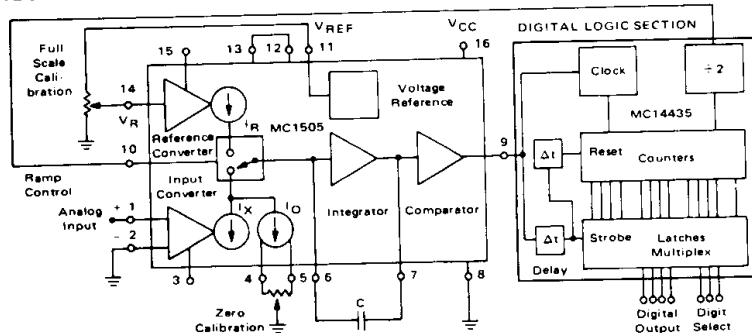 DIGITAL LOGIC SECTION
VREF
VCC
Full
Scale
Cali-
bration
15
13
12
11
16
14
VR
Voltage
Reference
Clock
÷2
IR
MC1505
MC14435
Reference
Converter
10
9
Δt
Reset
Counters
Ramp
Control
Input
Converter
Integrator
Comparator
Analog
Input
+ 1
- 2
IX
IO
Δt
Strobe
Latches
Multiplex
Delay
3
4
5
6
7
8
Zero
Calibration
C
Digital
Output
Digit
Select